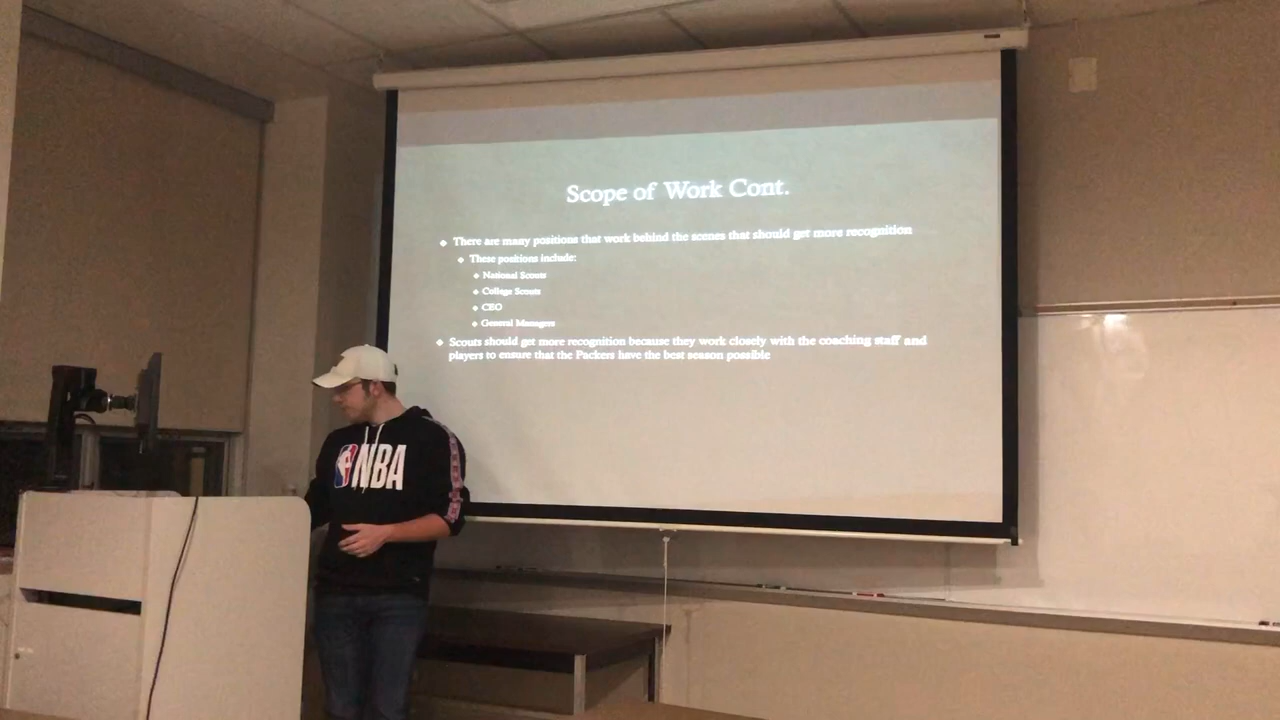 Scope of Work Cont.
There are many positions that work behind the scenes that should get more recognition
These positions include:
National Scouts
College Scouts
CEO
General Managers
Scouts should get more recognition because they work closely with the coaching staff and
players to ensure that the Packers have the best season possible
NBA